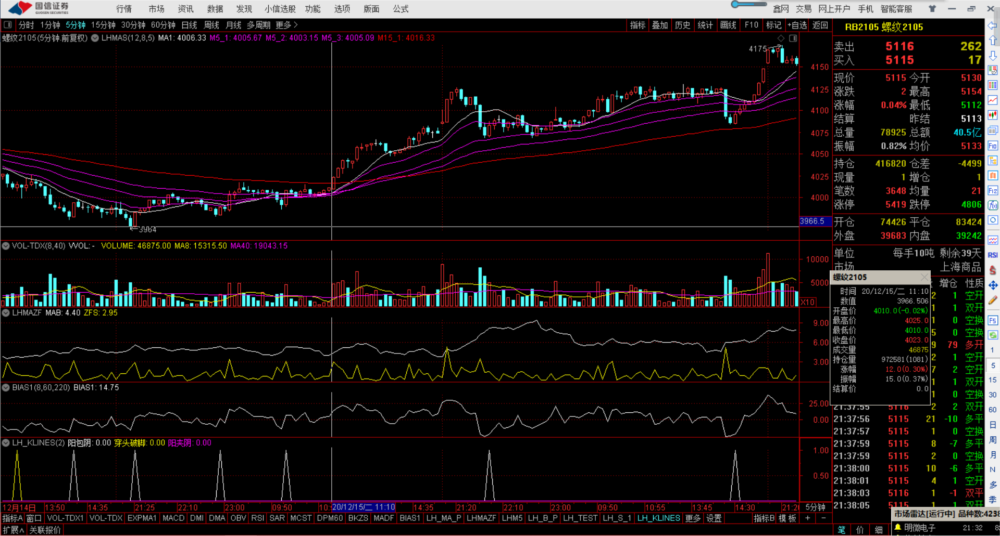 国信证券 行情 市场 资讯 数据 发现 小信选股 功能 选项 版面 公式 鑫网 交易 网上开户 手机 智能客服
GUOSEN SECURITIES
分时 1分钟 5分钟 15分钟 30分钟 60分钟 日线 周线 月线 多周期 更多 指标 叠加 历史 统计 画线 F10 标记 +自选 返回
RB2105 螺纹2105
螺纹2105(5分钟.前复权) LHMAS(12,8,5) MA1: 4006.33 M5_1: 4005.67 M5_2: 4003.15 M5_3: 4005.09 M15_1: 4016.33
4175
4150
4125
4100
4075
4050
4025
4000
3966.5
3964
VOL-TDX(8,40) VVOL: - VOLUME: 46875.00 MA8: 15315.50 MA40: 19043.15
10000
5000
X10
LHMAZF MAB: 4.40 ZFS: 2.95
9.00
6.00
3.00
BIAS1(8,60,220) BIAS1: 14.75
25.00
0.00
LH_KLINES(2) 阳包阴: 0.00 穿头破脚: 0.00 阳夹阴: 0.00
1.00
0.50
12月14日 13:50 14:35 21:25 22:10 23:00 09:50 20/12/15/二 11:10 14:35 21:20 22:10 23:00 09:50 10:55 13:45 14:30 5分钟
指标A 窗口 VOL-TDX1 VOL-TDX EXPMA1 MACD DMI DMA OBV RSI SAR MCST DPM60 BKZS MADF BIAS1 LH_MA_P LHMAZF LHM5 LH_B_P LH_TEST LH_S_1 LH_KLINES 更多 设置 指标B 模板 + -
扩展∧ 关联报价
卖出 5116 262
买入 5115 17
现价 5115 今开 5130
涨跌 2 最高 5154
涨幅 0.04% 最低 5112
结算 昨结 5113
总量 78925 总额 40.5亿
振幅 0.82% 均价 5133
持仓 416820 仓差 -4499
现量 1 增仓 1
笔数 3648 均量 21
涨停 5419 跌停 4806
开仓 74426 平仓 83424
外盘 39683 内盘 39242
单位 每手10吨 剩余39天
市场 上海商品
螺纹2105
时间 20/12/15/二 11:10
数值 3966.506
开盘价 4010.0(-0.02%)
最高价 4025.0
最低价 4010.0
收盘价 4023.0
成交量 46875
持仓量 972581(1081)
涨幅 12.0(0.30%)
振幅 15.0(0.37%)
结算价 0.0
增仓 性质
2 1 空开
1 1 双开
1 0 空换
5 0 空换
9 79 多开
2 1 空开
7 2 空开
1 1 双开
1 0 空换
21:37:55 5116 2 2 双开
21:37:56 5115 21 -10 多平
21:37:57 5115 1 0 空换
21:37:59 5115 8 -7 多平
21:37:59 5115 2 0 空换
21:38:00 5115 10 -6 多平
21:38:01 5115 4 1 空开
21:38:03 5116 1 -1 双平
21:38:05 5115 1 1 双开
市场雷达[运行中] 品种数:4238
明微电子 21:32
笔 价 细
F10
自
F12
f(x)
RSI
F5
1
5
15
30
60
日
周
月
N
多
季